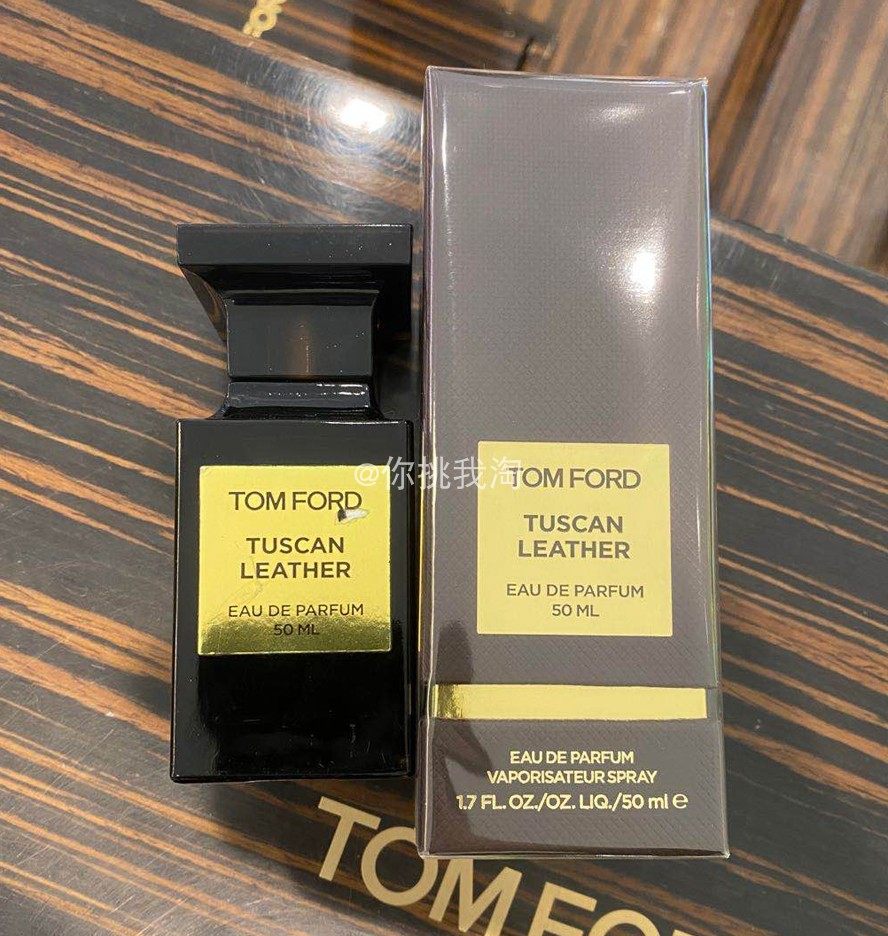 TOM FORD
TUSCAN
LEATHER
EAU DE PARFUM
50 ML
@你挑我淘
TOM FORD
TUSCAN
LEATHER
EAU DE PARFUM
50 ML
EAU DE PARFUM
VAPORISATEUR SPRAY
1.7 FL. OZ./OZ. LIQ./50 ml e
TOM FO